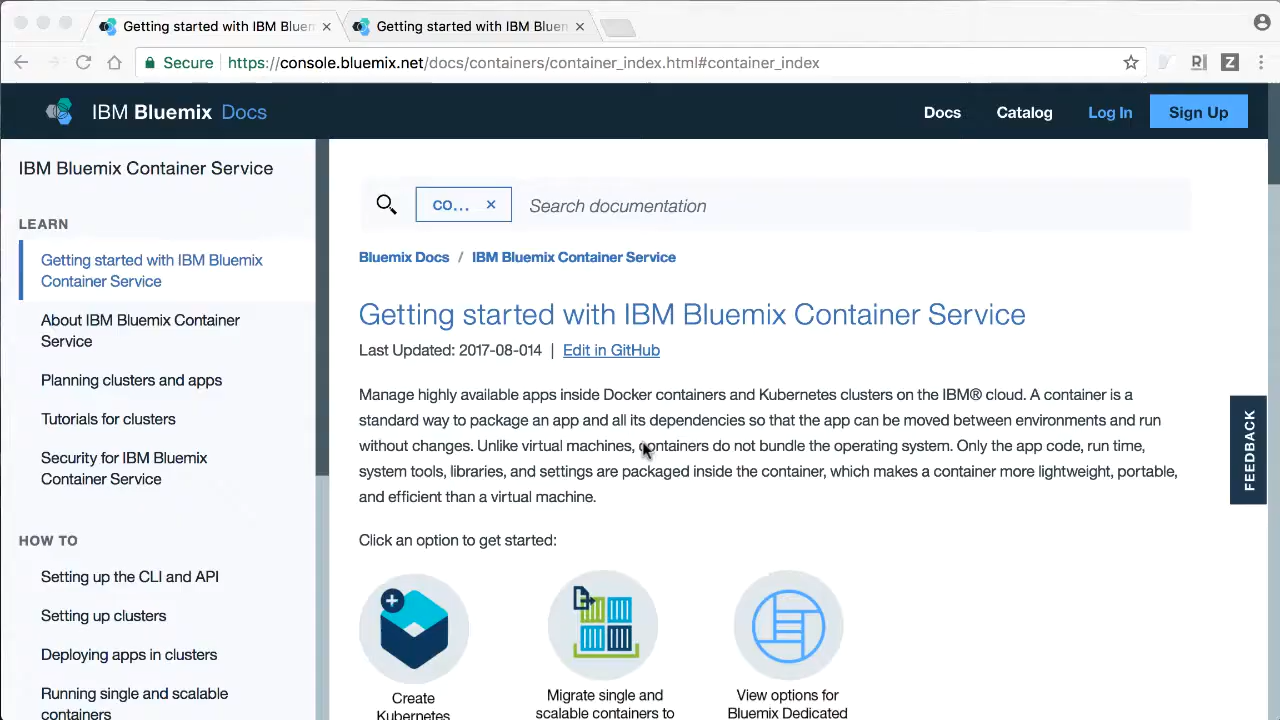 Getting started with IBM Bluem
Getting started with IBM Bluem
Secure
https://console.bluemix.net/docs/containers/container_index.html#container_index
R|
Z
IBM Bluemix Docs
Docs
Catalog
Log In
Sign Up
IBM Bluemix Container Service
LEARN
Getting started with IBM Bluemix
Container Service
About IBM Bluemix Container
Service
Planning clusters and apps
Tutorials for clusters
Security for IBM Bluemix
Container Service
HOW TO
Setting up the CLI and API
Setting up clusters
Deploying apps in clusters
Running single and scalable
containers
CO...
Search documentation
Bluemix Docs / IBM Bluemix Container Service
Getting started with IBM Bluemix Container Service
Last Updated: 2017-08-014 | Edit in GitHub
Manage highly available apps inside Docker containers and Kubernetes clusters on the IBM® cloud. A container is a
standard way to package an app and all its dependencies so that the app can be moved between environments and run
without changes. Unlike virtual machines, containers do not bundle the operating system. Only the app code, run time,
system tools, libraries, and settings are packaged inside the container, which makes a container more lightweight, portable,
and efficient than a virtual machine.
Click an option to get started:
Create
Kubernetes
Migrate single and
scalable containers to
View options for
Bluemix Dedicated
FEEDBACK